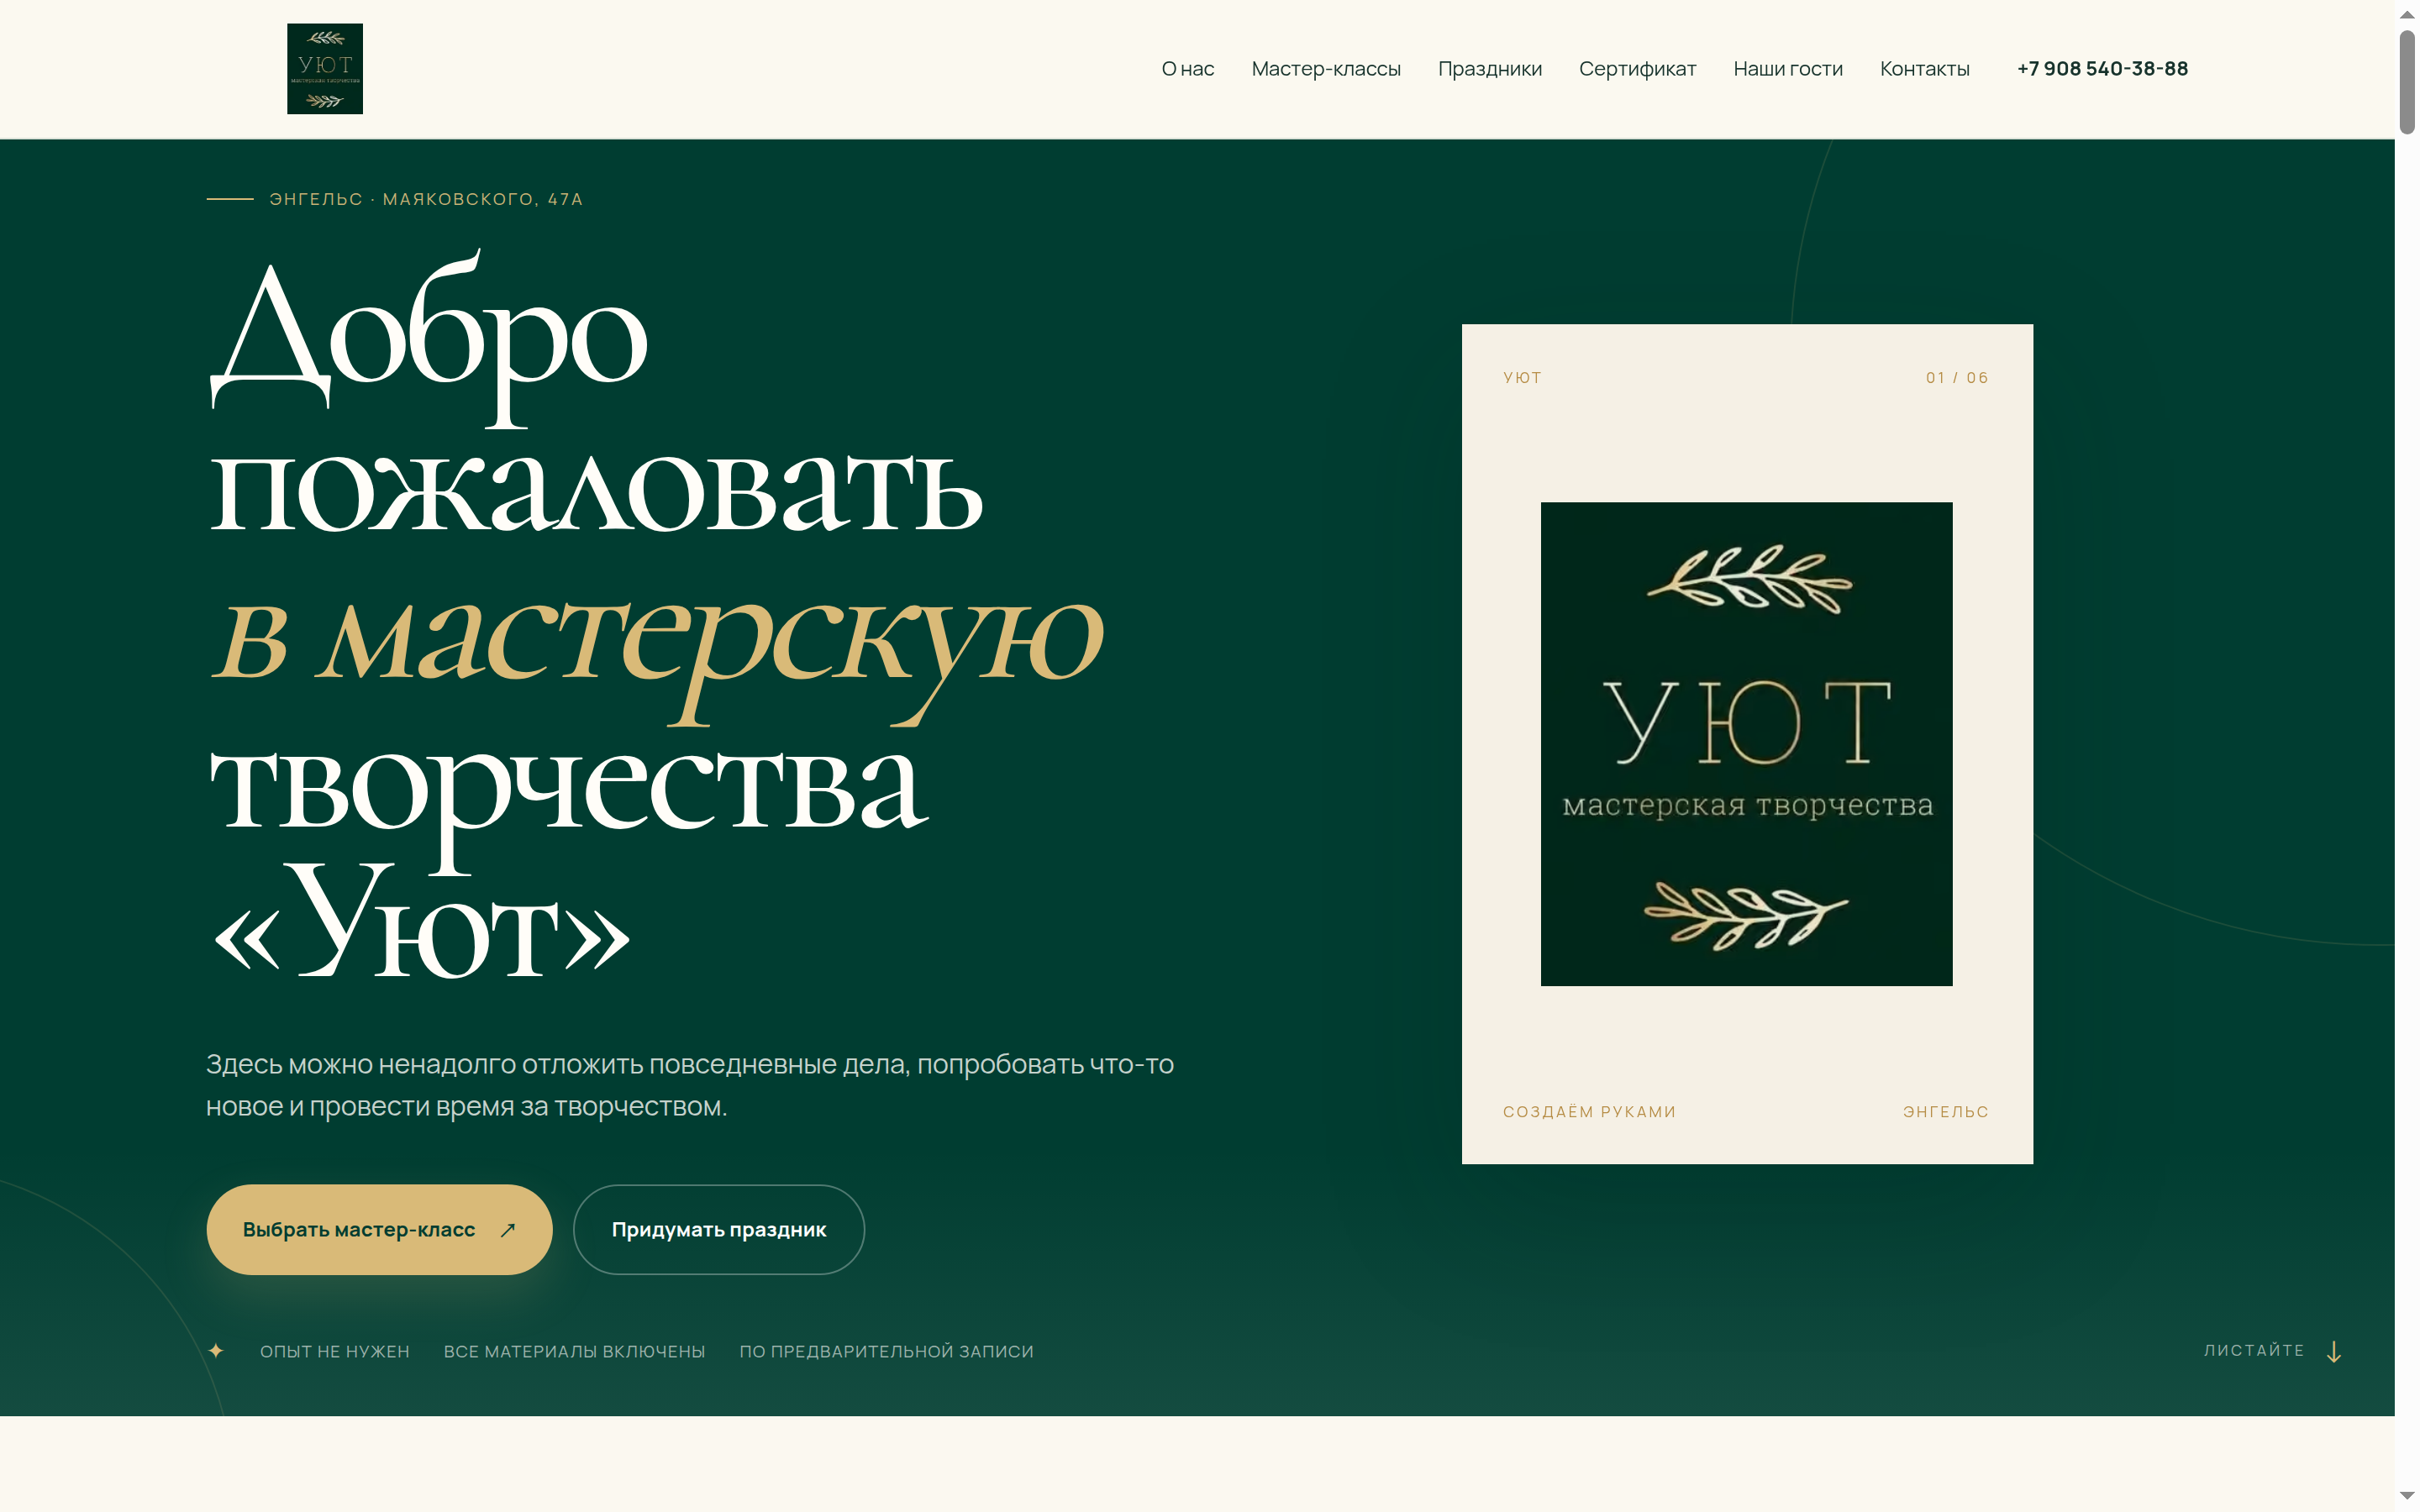 УЮТ
мастерская творчества
О нас Мастер-классы Праздники Сертификат Наши гости Контакты +7 908 540-38-88
ЭНГЕЛЬС · МАЯКОВСКОГО, 47А
Добро
пожаловать
в мастерскую
творчества
«Уют»
Здесь можно ненадолго отложить повседневные дела, попробовать что-то
новое и провести время за творчеством.
Выбрать мастер-класс ↗ Придумать праздник
✦ ОПЫТ НЕ НУЖЕН ВСЕ МАТЕРИАЛЫ ВКЛЮЧЕНЫ ПО ПРЕДВАРИТЕЛЬНОЙ ЗАПИСИ
УЮТ 01 / 06
УЮТ
мастерская творчества
СОЗДАЁМ РУКАМИ ЭНГЕЛЬС
ЛИСТАЙТЕ ↓